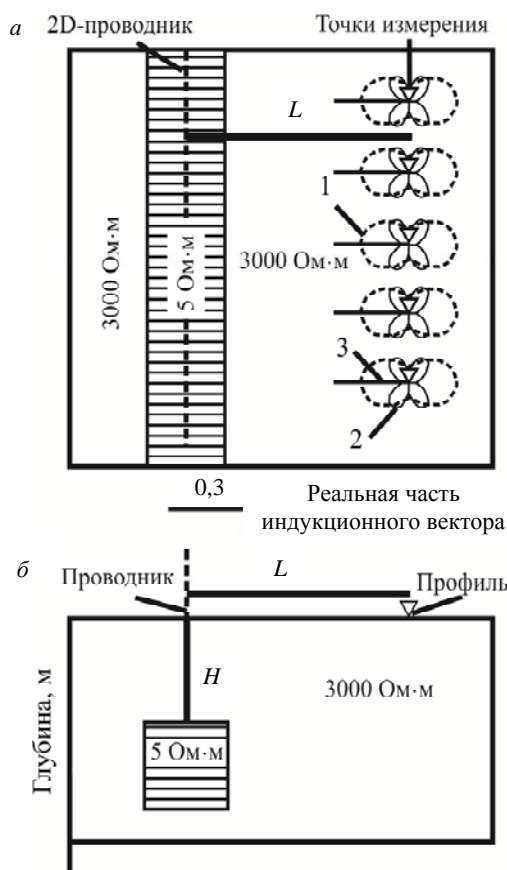 а
2D-проводник
Точки измерения
L
1
3000 Ом·м
5 Ом·м
3000 Ом·м
3
2
0,3
Реальная часть
индукционного вектора
б
Проводник
L
Профиль
Глубина, м
H
3000 Ом·м
5 Ом·м